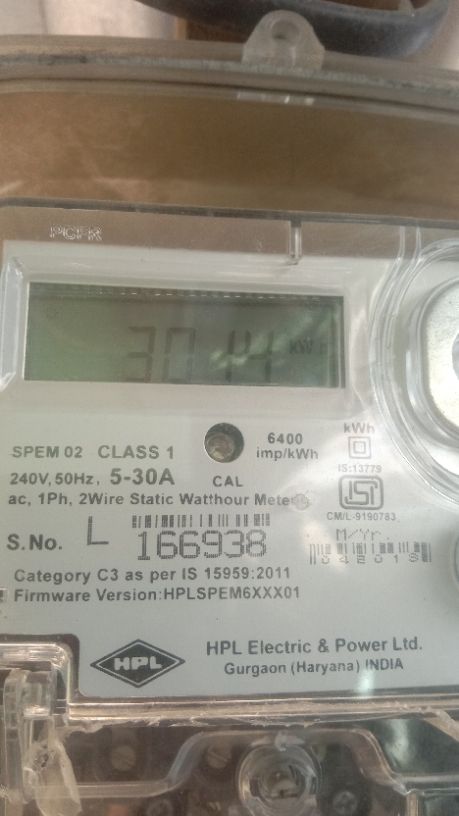 3014 kWh
SPEM 02 CLASS 1
6400
imp/kWh
kWh
240V, 50Hz, 5-30A
CAL
IS:13779
ac, 1Ph, 2Wire Static Watthour Meter
CM/L-9190783
S.No. L 166938
M/Yr.
042018
Category C3 as per IS 15959:2011
Firmware Version:HPLSPEM6XXX01
HPL
HPL Electric & Power Ltd.
Gurgaon (Haryana) INDIA